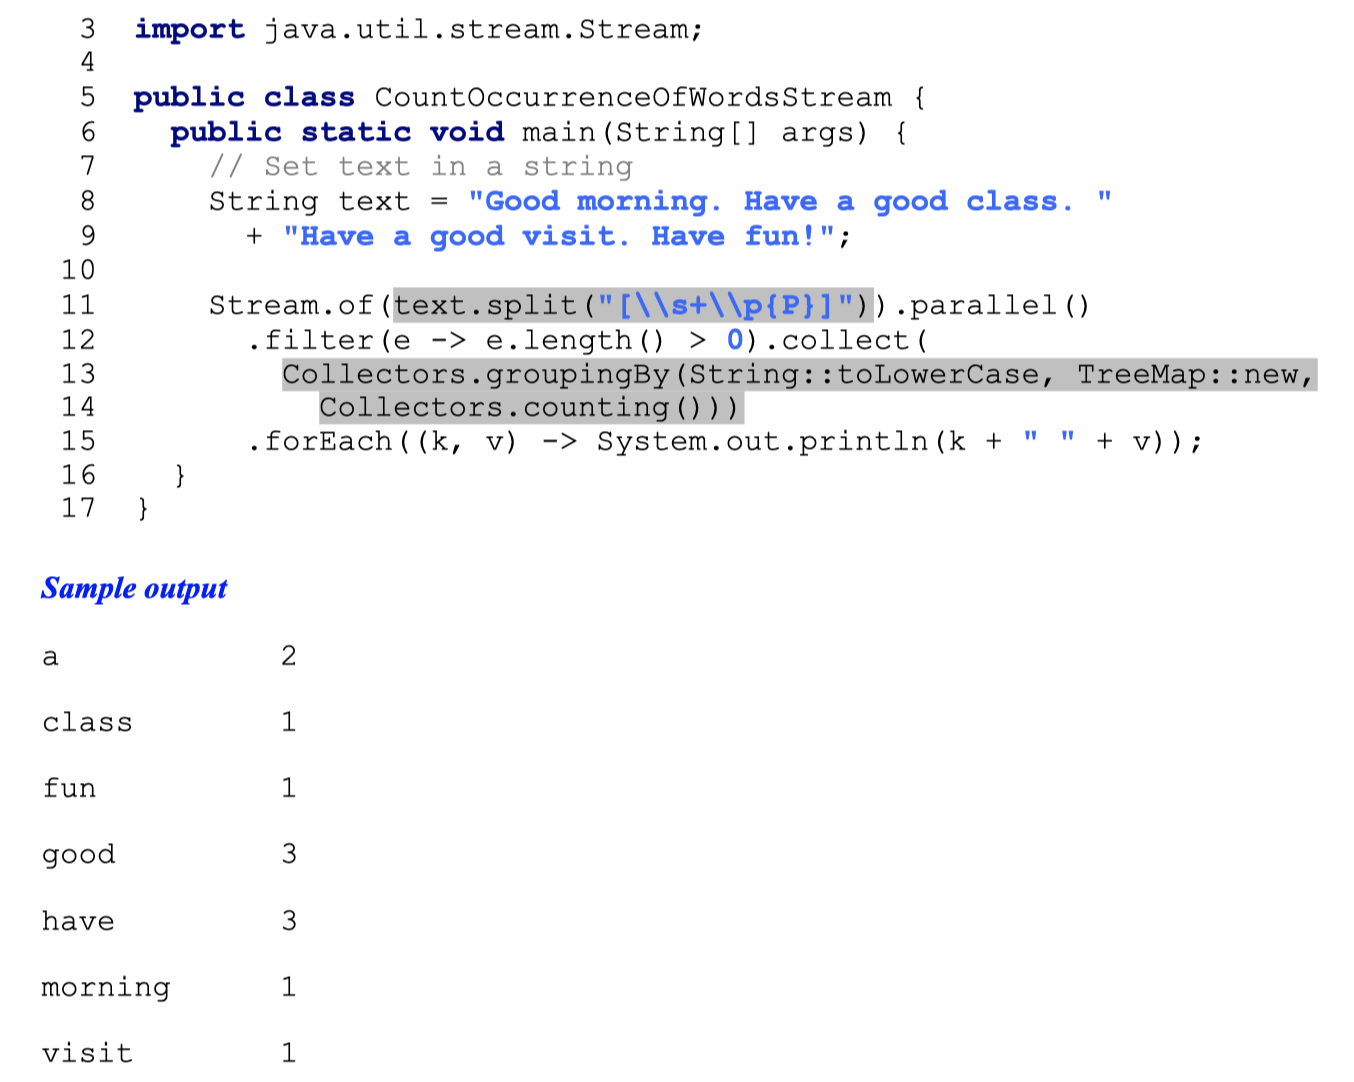 3 import java.util.stream.Stream;
4
5 public class CountOccurrenceOfWordsStream {
6 public static void main(String[] args) {
7 // Set text in a string
8 String text = "Good morning. Have a good class. "
9 + "Have a good visit. Have fun!";
10
11 Stream.of(text.split("[\\s+\\p{P}]")).parallel()
12 .filter(e -> e.length() > 0).collect(
13 Collectors.groupingBy(String::toLowerCase, TreeMap::new,
14 Collectors.counting()))
15 .forEach((k, v) -> System.out.println(k + " " + v));
16 }
17 }
Sample output
a 2
class 1
fun 1
good 3
have 3
morning 1
visit 1